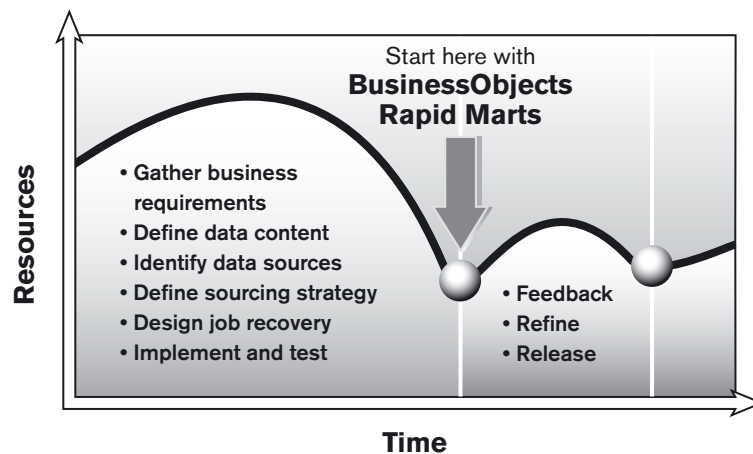 Start here with
BusinessObjects
Rapid Marts
• Gather business
requirements
• Define data content
• Identify data sources
• Define sourcing strategy
• Design job recovery
• Implement and test
• Feedback
• Refine
• Release
Resources
Time